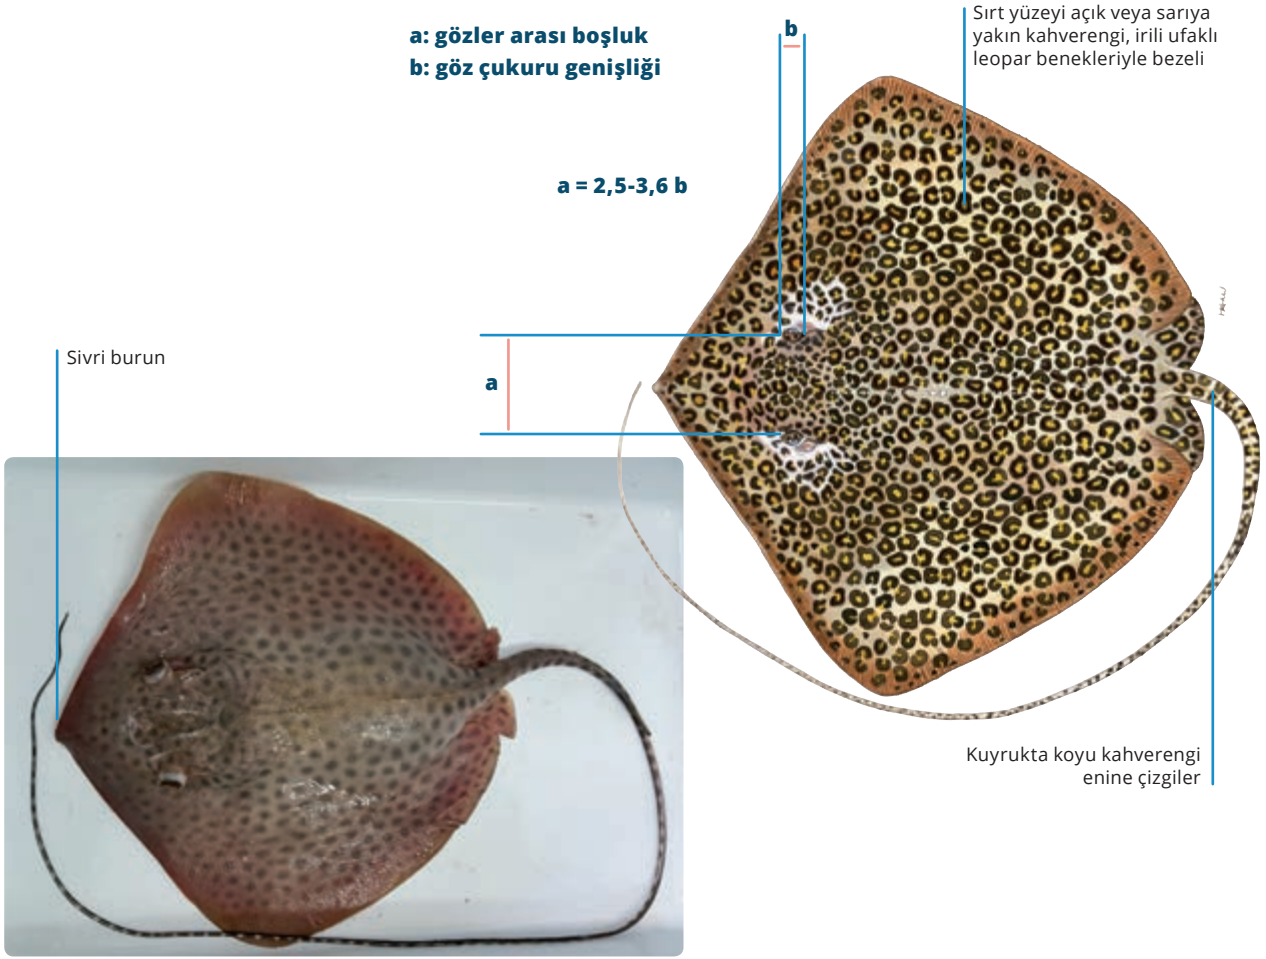 a: gözler arası boşluk
b: göz çukuru genişliği
b
Sırt yüzeyi açık veya sarıya
yakın kahverengi, irili ufaklı
leopar benekleriyle bezeli
a = 2,5-3,6 b
Sivri burun
a
Kuyrukta koyu kahverengi
enine çizgiler